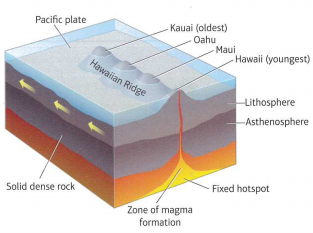 Pacific plate
Kauai (oldest)
Oahu
Maui
Hawaii (youngest)
Hawaiian Ridge
Lithosphere
Asthenosphere
Solid dense rock
Fixed hotspot
Zone of magma
formation